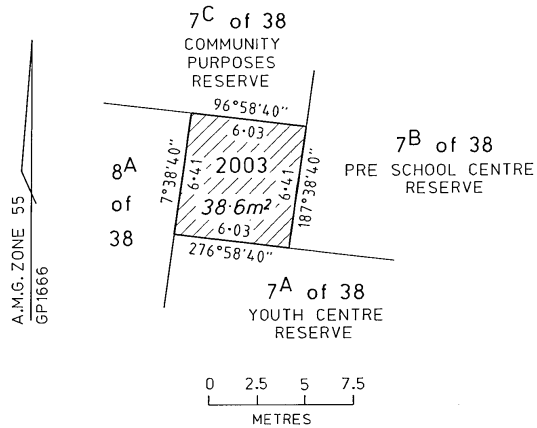 7C of 38
COMMUNITY
PURPOSES
RESERVE
96°58'40"
6·03
7B of 38
PRE SCHOOL CENTRE
RESERVE
8A
of
38
7°38'40"
6·41
2003
38·6m²
6·41
187°38'40"
6·03
276°58'40"
7A of 38
YOUTH CENTRE
RESERVE
A.M.G. ZONE 55
GP1666
0 2.5 5 7.5
METRES